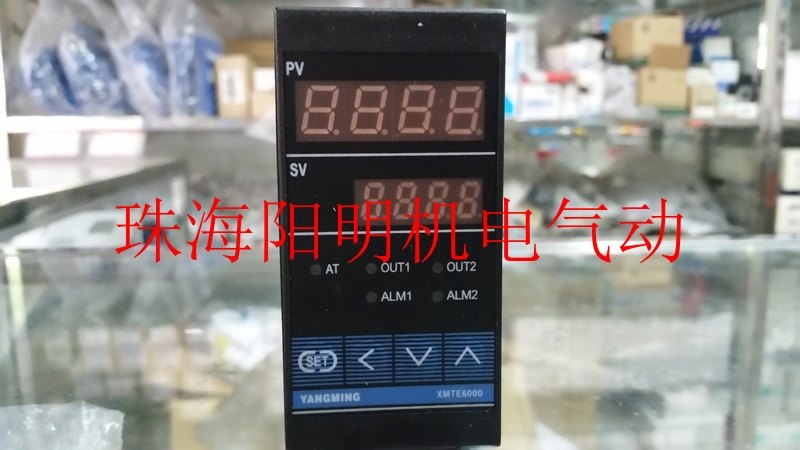 PV
8.8.8.8
SV
8.8.8.8
珠海阳明机电气动
AT OUT1 OUT2
ALM1 ALM2
SET < ∨ ∧
YANGMING XMTE6000